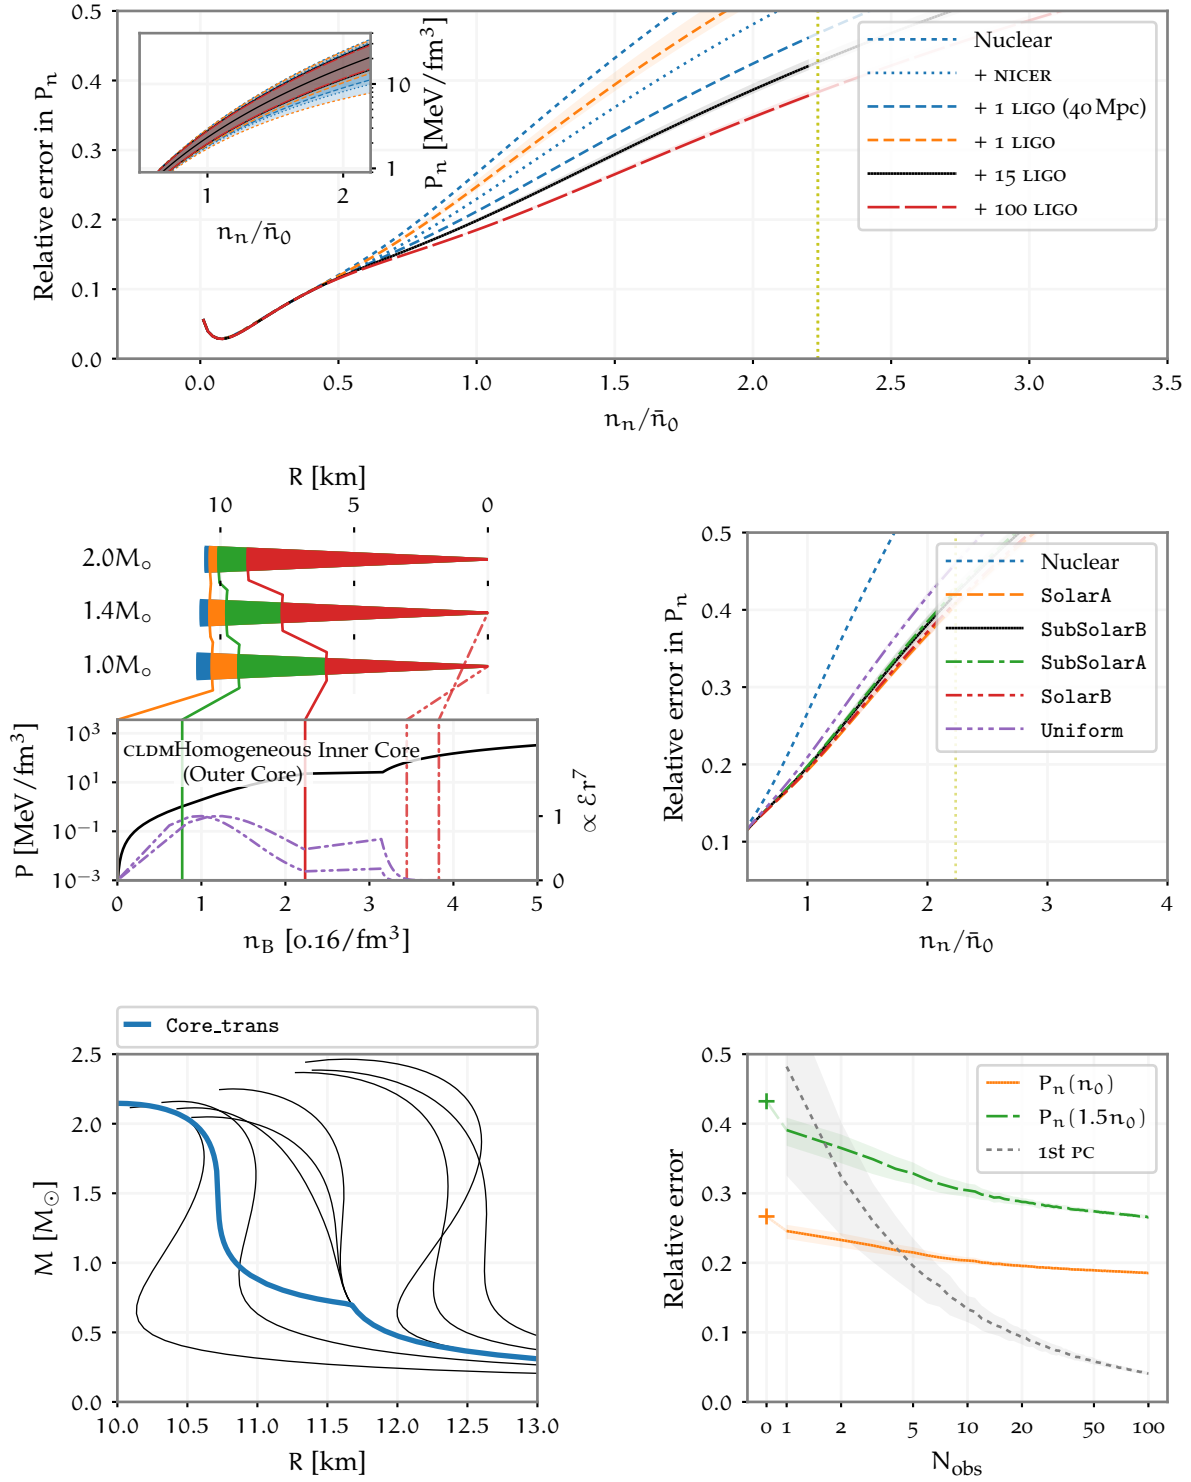 Relative error in Pₙ
0.5
0.4
0.3
0.2
0.1
0.0
0.0
0.5
1.0
1.5
2.0
2.5
3.0
3.5
nₙ/n̄₀
1
2
nₙ/n̄₀
10
1
Pₙ [MeV/fm³]
Nuclear
+ NICER
+ 1 LIGO (40 Mpc)
+ 1 LIGO
+ 15 LIGO
+ 100 LIGO
R [km]
10
5
0
2.0M○
1.4M○
1.0M○
P [MeV/fm³]
10³
10¹
10⁻¹
10⁻³
CLDM Homogeneous Inner Core
(Outer Core)
1
0
∝ ℰr⁷
0
1
2
3
4
5
n_B [0.16/fm³]
Relative error in Pₙ
0.5
0.4
0.3
0.2
0.1
1
2
3
4
nₙ/n̄₀
Nuclear
SolarA
SubSolarB
SubSolarA
SolarB
Uniform
Core_trans
M [M⊙]
2.5
2.0
1.5
1.0
0.5
0.0
10.0
10.5
11.0
11.5
12.0
12.5
13.0
R [km]
Relative error
0.5
0.4
0.3
0.2
0.1
0.0
Pₙ(n₀)
Pₙ(1.5n₀)
1st PC
0
1
2
5
10
20
50
100
N_obs